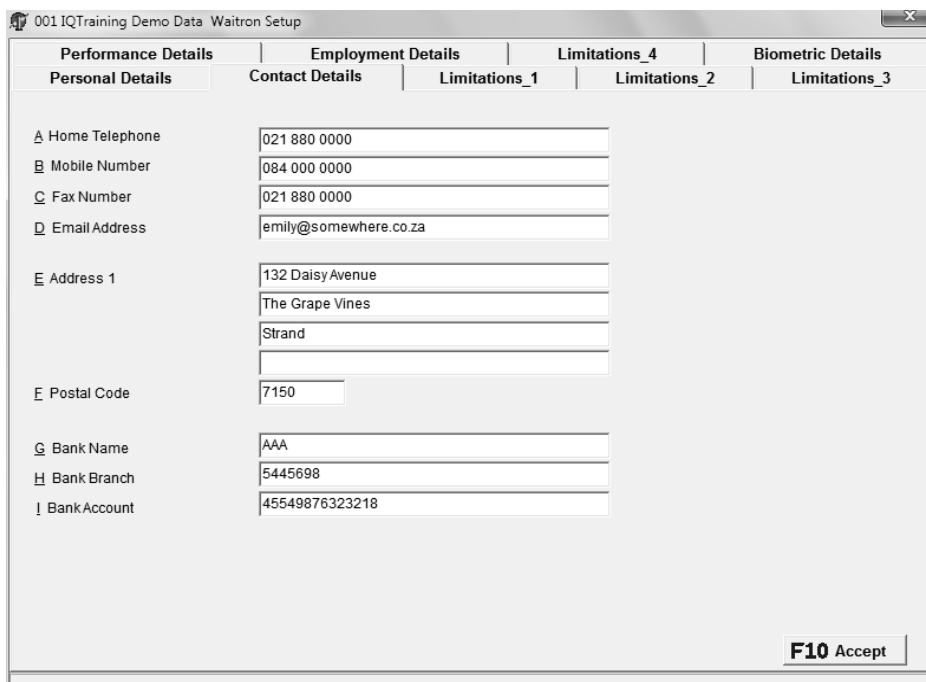 001 IQTraining Demo Data Waitron Setup
Performance Details Employment Details Limitations_4 Biometric Details
Personal Details Contact Details Limitations_1 Limitations_2 Limitations_3
A Home Telephone 021 880 0000
B Mobile Number 084 000 0000
C Fax Number 021 880 0000
D Email Address emily@somewhere.co.za
E Address 1 132 Daisy Avenue
The Grape Vines
Strand
F Postal Code 7150
G Bank Name AAA
H Bank Branch 5445698
I Bank Account 45549876323218
F10 Accept